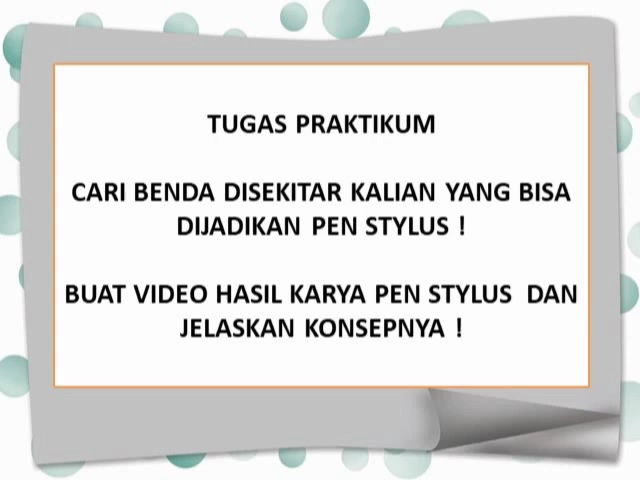 TUGAS PRAKTIKUM
CARI BENDA DISEKITAR KALIAN YANG BISA
DIJADIKAN PEN STYLUS !
BUAT VIDEO HASIL KARYA PEN STYLUS DAN
JELASKAN KONSEPNYA !